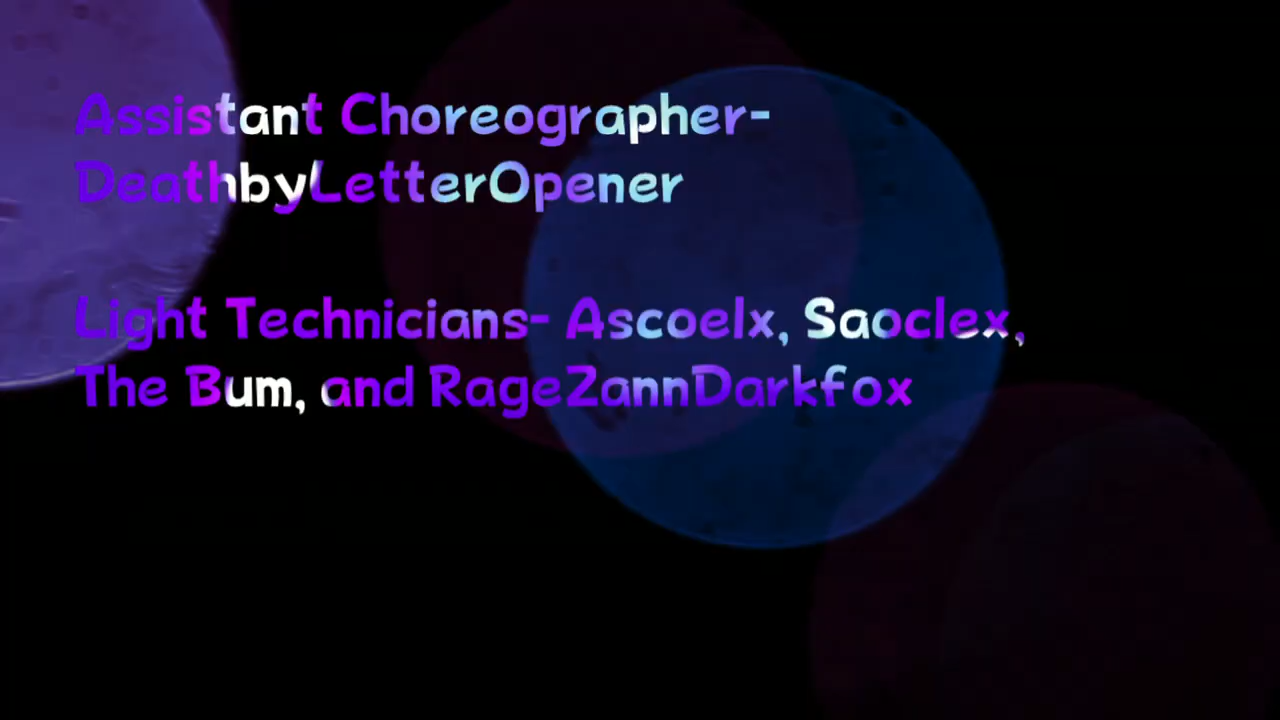 Assistant Choreographer-
DeathbyLetterOpener
Light Technicians- Ascoelx, Saoclex,
The Bum, and RageZannDarkfox